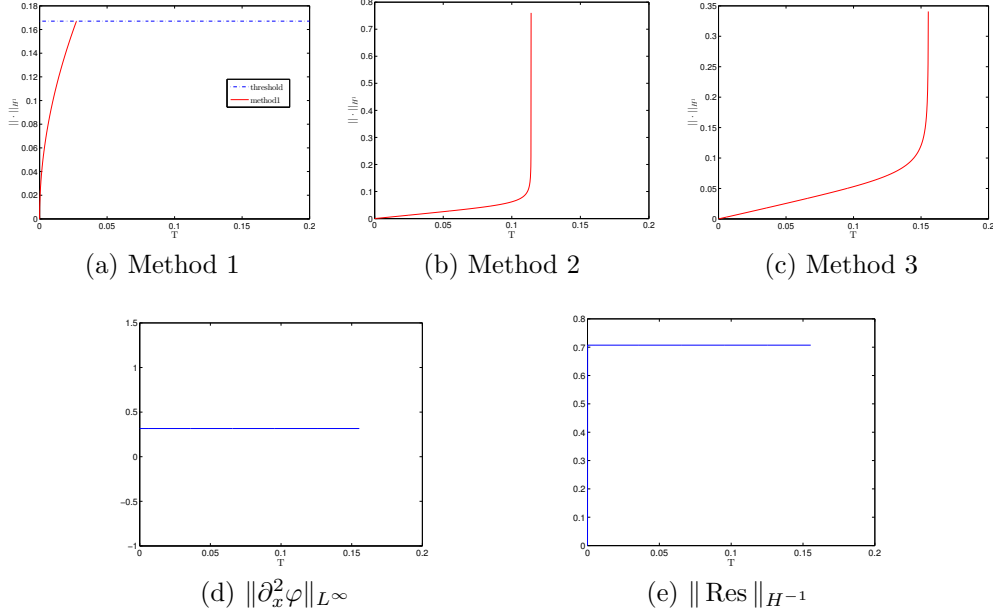 0.18
0.16
0.14
0.12
0.1
0.08
0.06
0.04
0.02
0
|| · ||_{H^1}
threshold
method1
0 0.05 0.1 0.15 0.2
T
(a) Method 1
0.8
0.7
0.6
0.5
0.4
0.3
0.2
0.1
0
|| · ||_{H^1}
0 0.05 0.1 0.15 0.2
T
(b) Method 2
0.35
0.3
0.25
0.2
0.15
0.1
0.05
0
|| · ||_{H^1}
0 0.05 0.1 0.15 0.2
T
(c) Method 3
1.5
1
0.5
0
−0.5
−1
0 0.05 0.1 0.15 0.2
T
(d) ‖∂_x^2 φ‖_{L^∞}
0.8
0.7
0.6
0.5
0.4
0.3
0.2
0.1
0
0 0.05 0.1 0.15 0.2
T
(e) ‖ Res ‖_{H^{−1}}